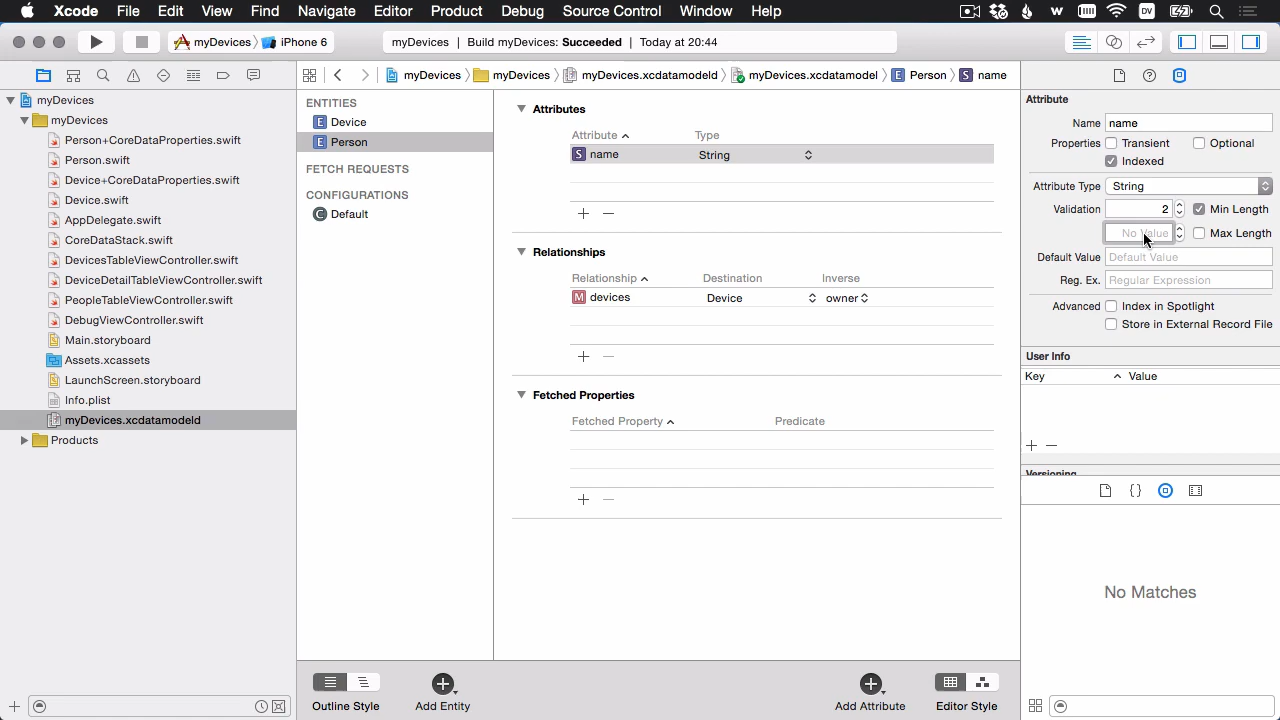 Xcode File Edit View Find Navigate Editor Product Debug Source Control Window Help DV
myDevices iPhone 6 myDevices | Build myDevices: Succeeded | Today at 20:44
myDevices myDevices myDevices.xcdatamodeld myDevices.xcdatamodel E Person S name
myDevices
myDevices
Person+CoreDataProperties.swift
Person.swift
Device+CoreDataProperties.swift
Device.swift
AppDelegate.swift
CoreDataStack.swift
DevicesTableViewController.swift
DeviceDetailTableViewController.swift
PeopleTableViewController.swift
DebugViewController.swift
Main.storyboard
Assets.xcassets
LaunchScreen.storyboard
Info.plist
myDevices.xcdatamodeld
Products
ENTITIES
E Device
E Person
FETCH REQUESTS
CONFIGURATIONS
C Default
Attributes
Attribute Type
S name String
Relationships
Relationship Destination Inverse
M devices Device owner
Fetched Properties
Fetched Property Predicate
Outline Style Add Entity Add Attribute Editor Style
Attribute
Name name
Properties Transient Optional
Indexed
Attribute Type String
Validation 2 Min Length
No Value Max Length
Default Value Default Value
Reg. Ex. Regular Expression
Advanced Index in Spotlight
Store in External Record File
User Info
Key Value
Versioning
No Matches